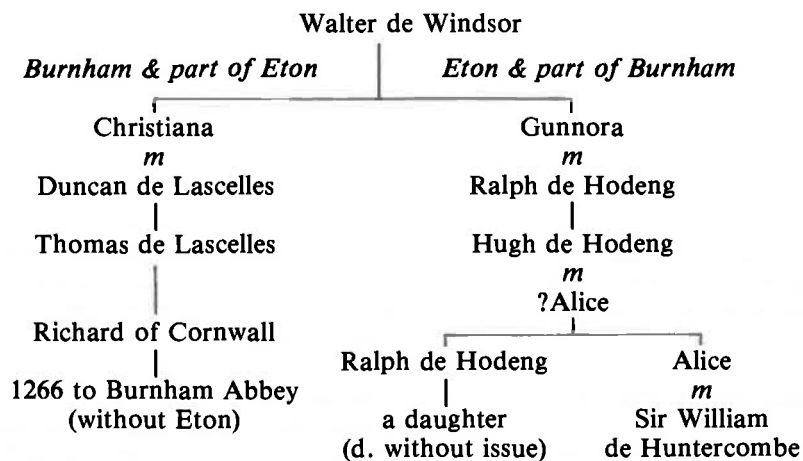 Walter de Windsor
Burnham & part of Eton
Eton & part of Burnham
Christiana
m
Duncan de Lascelles
Thomas de Lascelles
Richard of Cornwall
1266 to Burnham Abbey
(without Eton)
Gunnora
m
Ralph de Hodeng
Hugh de Hodeng
m
?Alice
Ralph de Hodeng
a daughter
(d. without issue)
Alice
m
Sir William
de Huntercombe